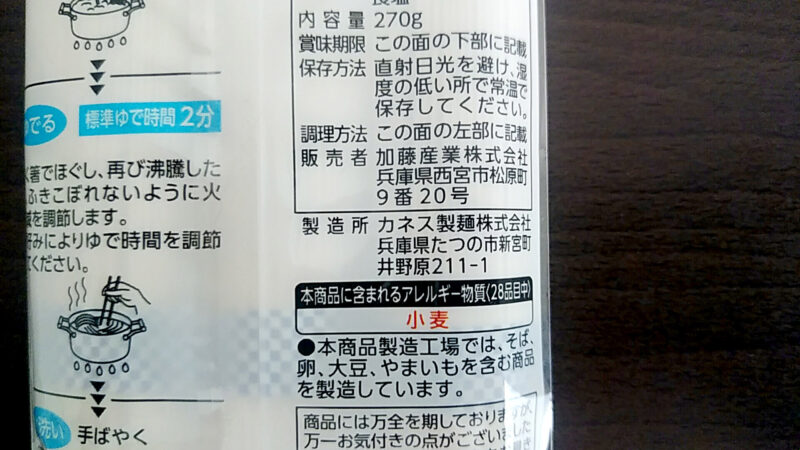 でる
標準ゆで時間2分
箸でほぐし、再び沸騰した
ふきこぼれないように火
を調節します。
好みによりゆで時間を調節
てください。
洗い
手ばやく
食塩
内容量 270g
賞味期限 この面の下部に記載
保存方法 直射日光を避け、湿
度の低い所で常温で
保存してください。
調理方法 この面の左部に記載
販売者 加藤産業株式会社
兵庫県西宮市松原町
9番20号
製造所 カネス製麺株式会社
兵庫県たつの市新宮町
井野原211-1
本商品に含まれるアレルギー物質(28品目中)
小麦
●本商品製造工場では、そば、
卵、大豆、やまいもを含む商品
を製造しています。
商品には万全を期しておりますが、
万一お気付きの点がございました